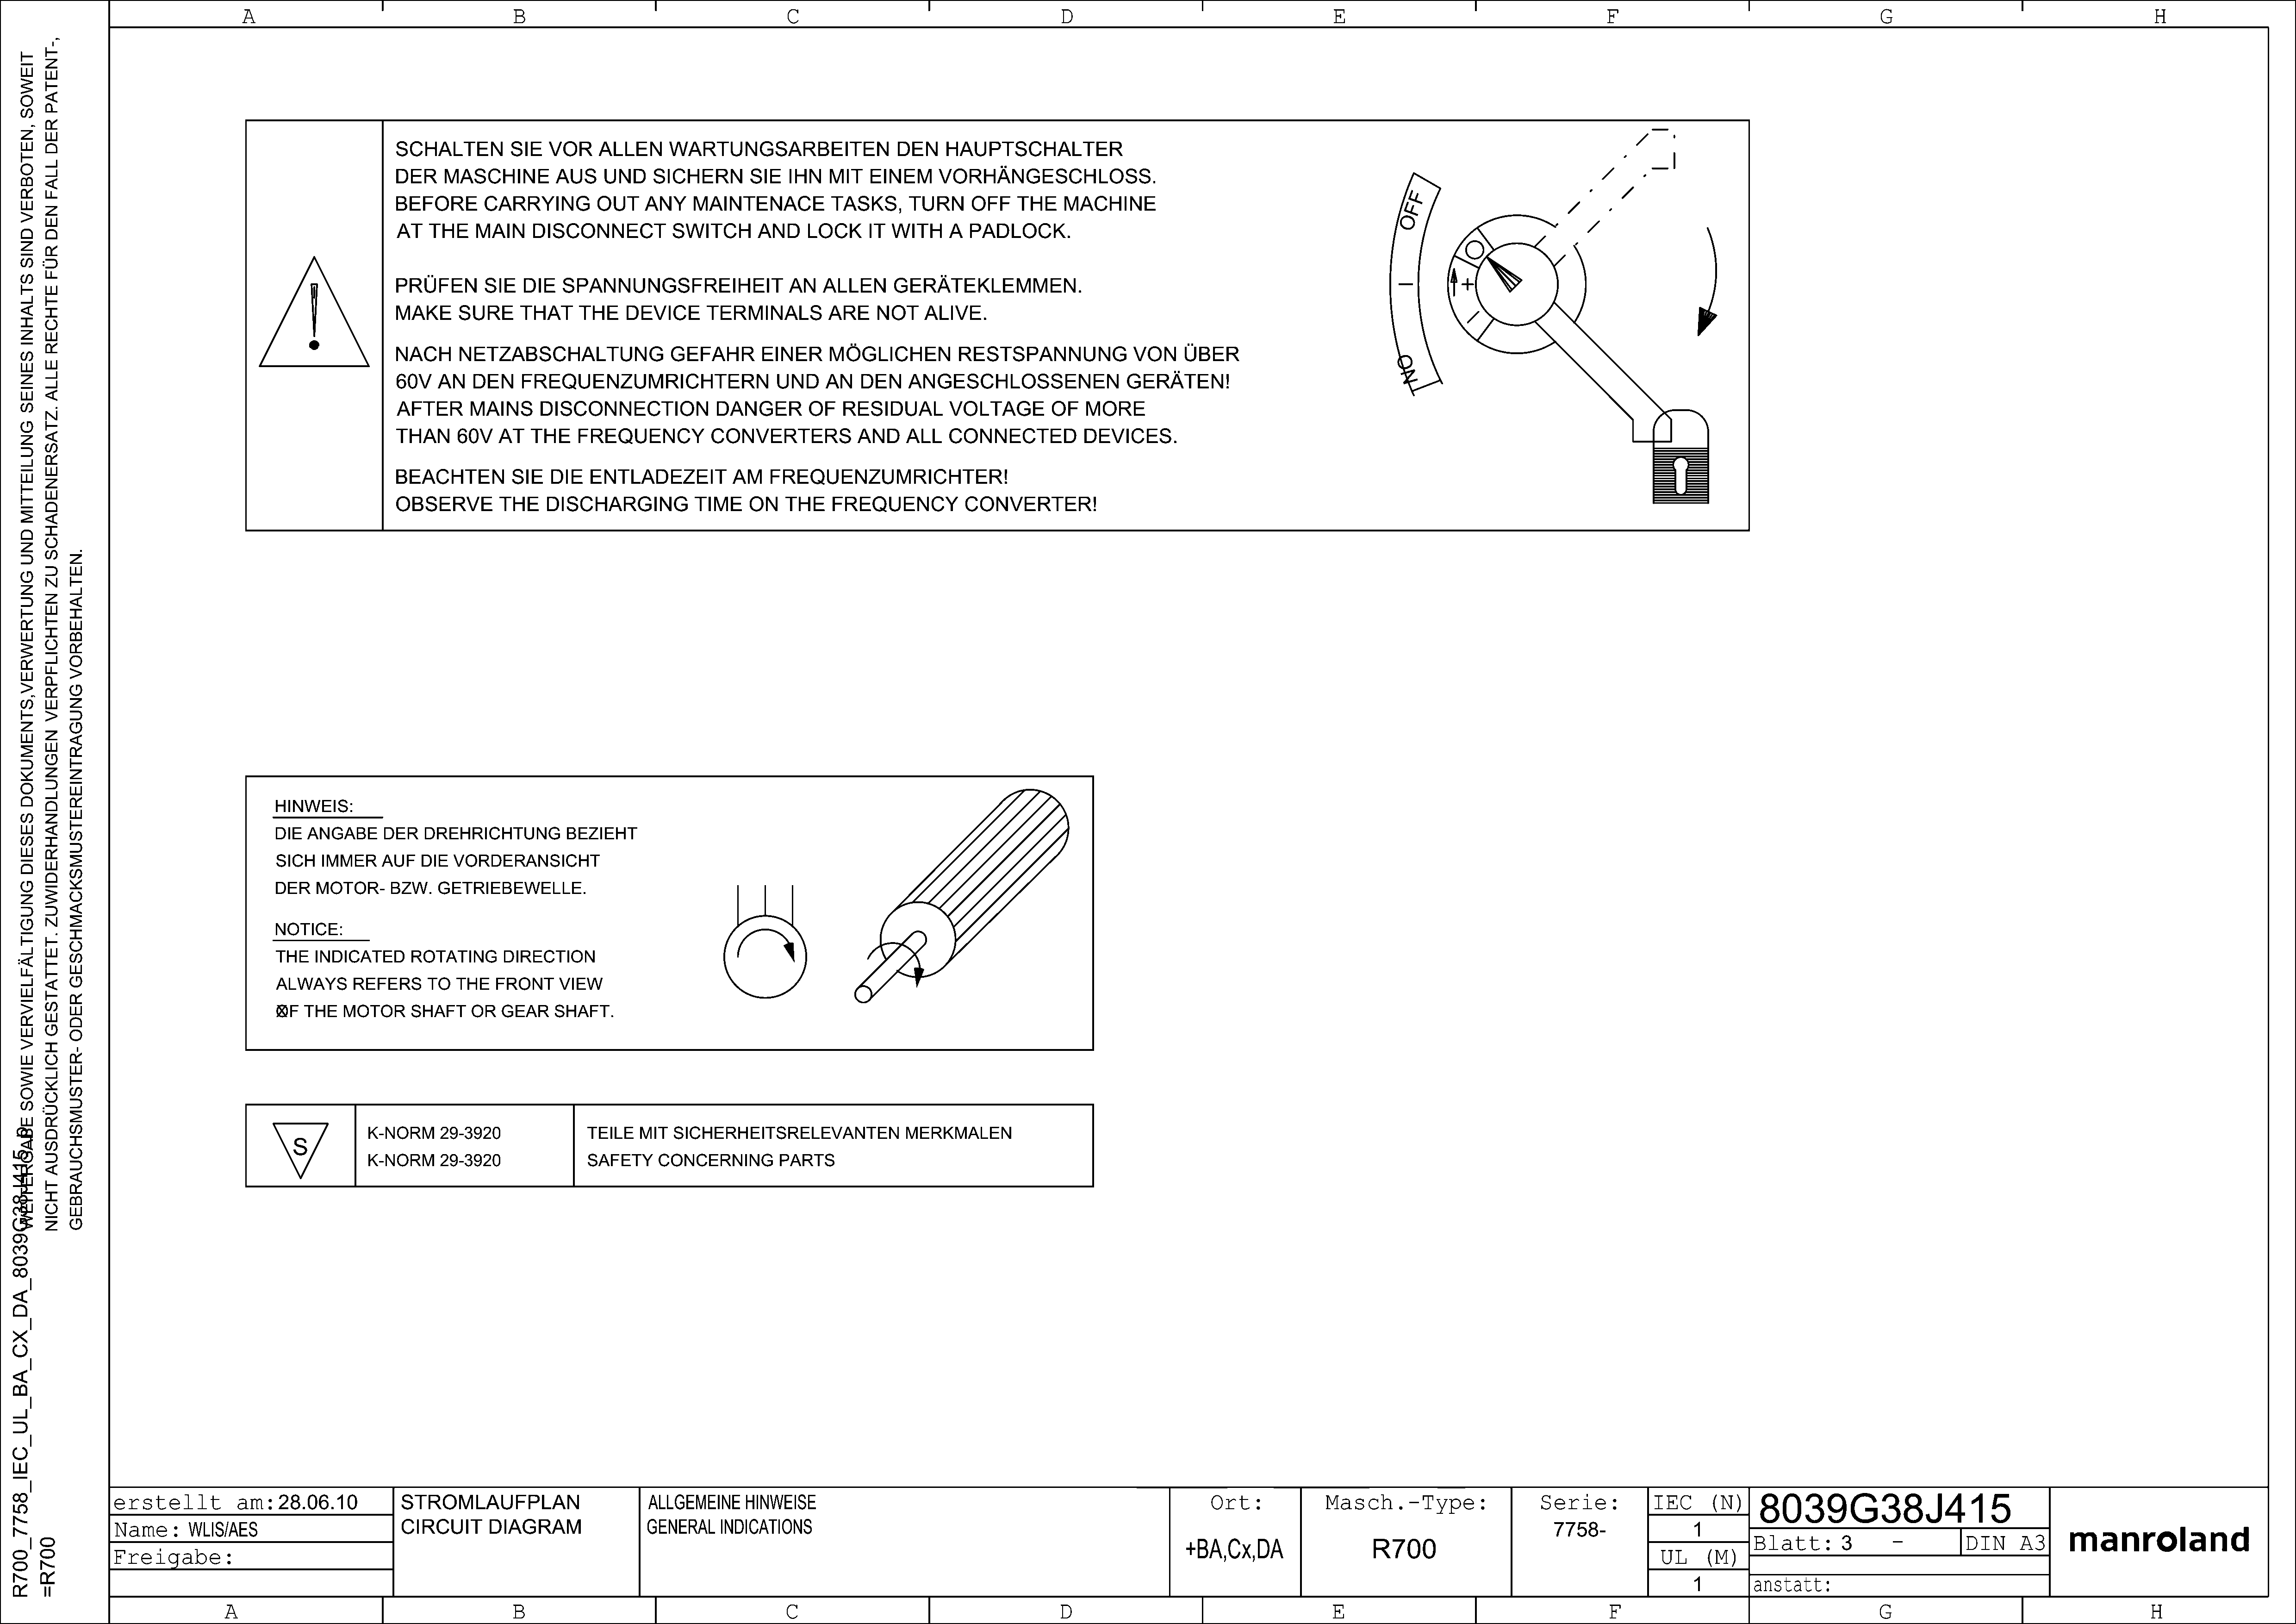 A B C D E F G H
WEITERGABE SOWIE VERVIELFÄLTIGUNG DIESES DOKUMENTS,VERWERTUNG UND MITTEILUNG SEINES INHALTS SIND VERBOTEN, SOWEIT
NICHT AUSDRÜCKLICH GESTATTET. ZUWIDERHANDLUNGEN VERPFLICHTEN ZU SCHADENERSATZ. ALLE RECHTE FÜR DEN FALL DER PATENT-,
GEBRAUCHSMUSTER- ODER GESCHMACKSMUSTEREINTRAGUNG VORBEHALTEN.
SCHALTEN SIE VOR ALLEN WARTUNGSARBEITEN DEN HAUPTSCHALTER
DER MASCHINE AUS UND SICHERN SIE IHN MIT EINEM VORHÄNGESCHLOSS.
BEFORE CARRYING OUT ANY MAINTENACE TASKS, TURN OFF THE MACHINE
AT THE MAIN DISCONNECT SWITCH AND LOCK IT WITH A PADLOCK.
PRÜFEN SIE DIE SPANNUNGSFREIHEIT AN ALLEN GERÄTEKLEMMEN.
MAKE SURE THAT THE DEVICE TERMINALS ARE NOT ALIVE.
NACH NETZABSCHALTUNG GEFAHR EINER MÖGLICHEN RESTSPANNUNG VON ÜBER
60V AN DEN FREQUENZUMRICHTERN UND AN DEN ANGESCHLOSSENEN GERÄTEN!
AFTER MAINS DISCONNECTION DANGER OF RESIDUAL VOLTAGE OF MORE
THAN 60V AT THE FREQUENCY CONVERTERS AND ALL CONNECTED DEVICES.
BEACHTEN SIE DIE ENTLADEZEIT AM FREQUENZUMRICHTER!
OBSERVE THE DISCHARGING TIME ON THE FREQUENCY CONVERTER!
OFF
ON
HINWEIS:
DIE ANGABE DER DREHRICHTUNG BEZIEHT
SICH IMMER AUF DIE VORDERANSICHT
DER MOTOR- BZW. GETRIEBEWELLE.
NOTICE:
THE INDICATED ROTATING DIRECTION
ALWAYS REFERS TO THE FRONT VIEW
OF THE MOTOR SHAFT OR GEAR SHAFT.
S
K-NORM 29-3920 TEILE MIT SICHERHEITSRELEVANTEN MERKMALEN
K-NORM 29-3920 SAFETY CONCERNING PARTS
R700_7758_IEC_UL_BA_CX_DA_8039G38J415_P
=R700
erstellt am: 28.06.10
Name: WLIS/AES
Freigabe:
STROMLAUFPLAN
CIRCUIT DIAGRAM
ALLGEMEINE HINWEISE
GENERAL INDICATIONS
Ort:
+BA,Cx,DA
Masch.-Type:
R700
Serie:
7758-
IEC (N)
1
UL (M)
1
8039G38J415
Blatt: 3 - DIN A3
anstatt:
manroland
A B C D E F G H